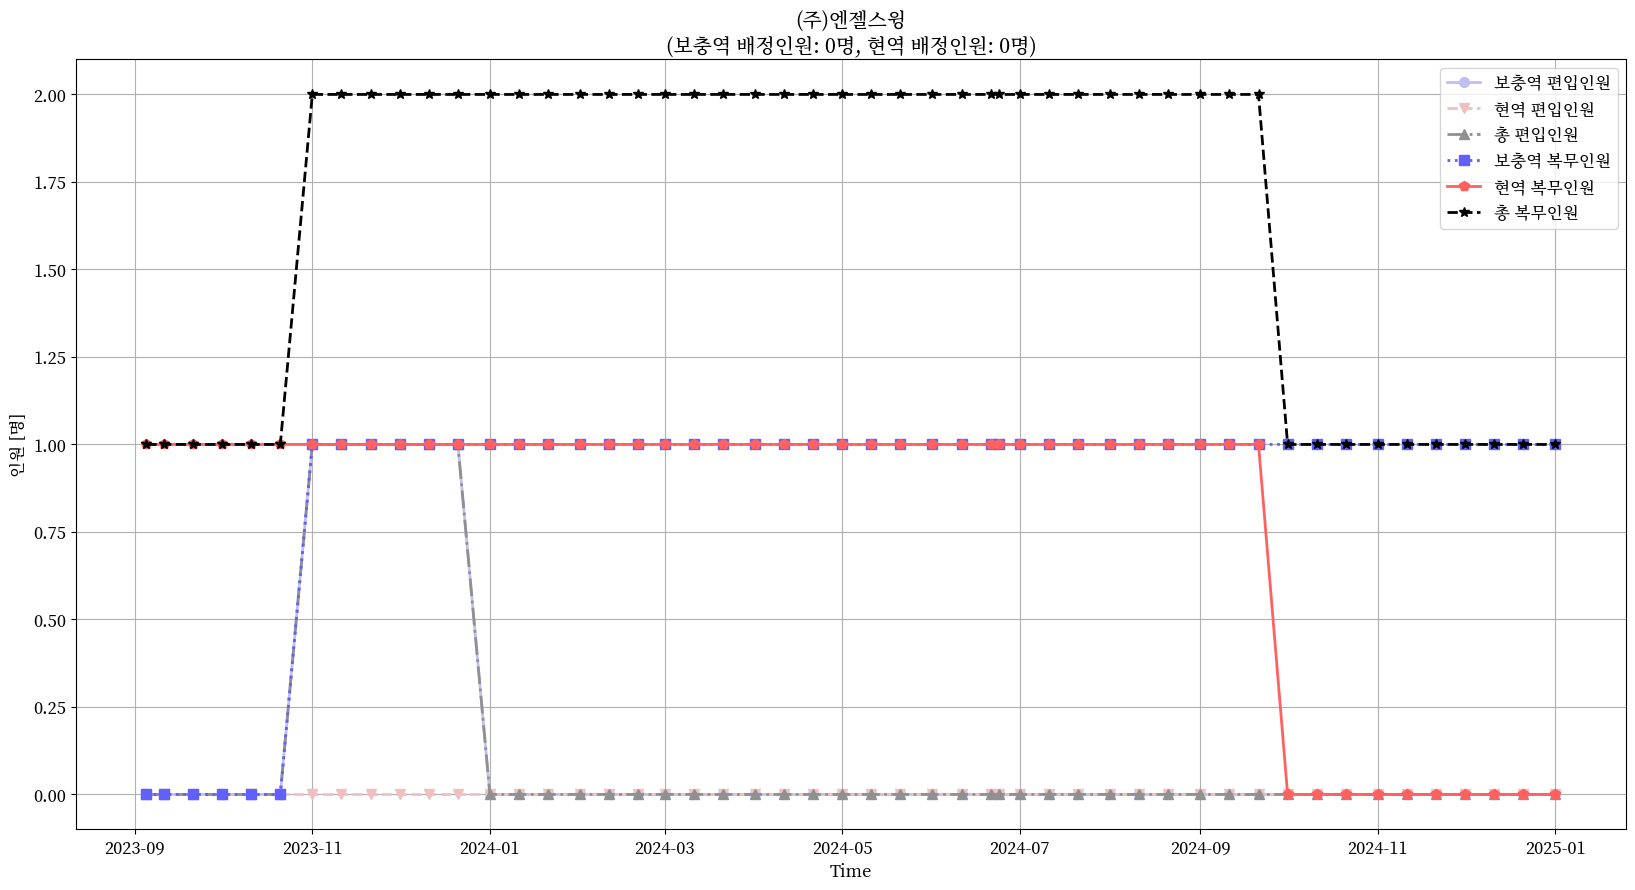 (주)엔젤스윙
(보충역 배정인원: 0명, 현역 배정인원: 0명)
보충역 편입인원
현역 편입인원
총 편입인원
보충역 복무인원
현역 복무인원
총 복무인원
인원 [명]
2.00
1.75
1.50
1.25
1.00
0.75
0.50
0.25
0.00
2023-09 2023-11 2024-01 2024-03 2024-05 2024-07 2024-09 2024-11 2025-01
Time